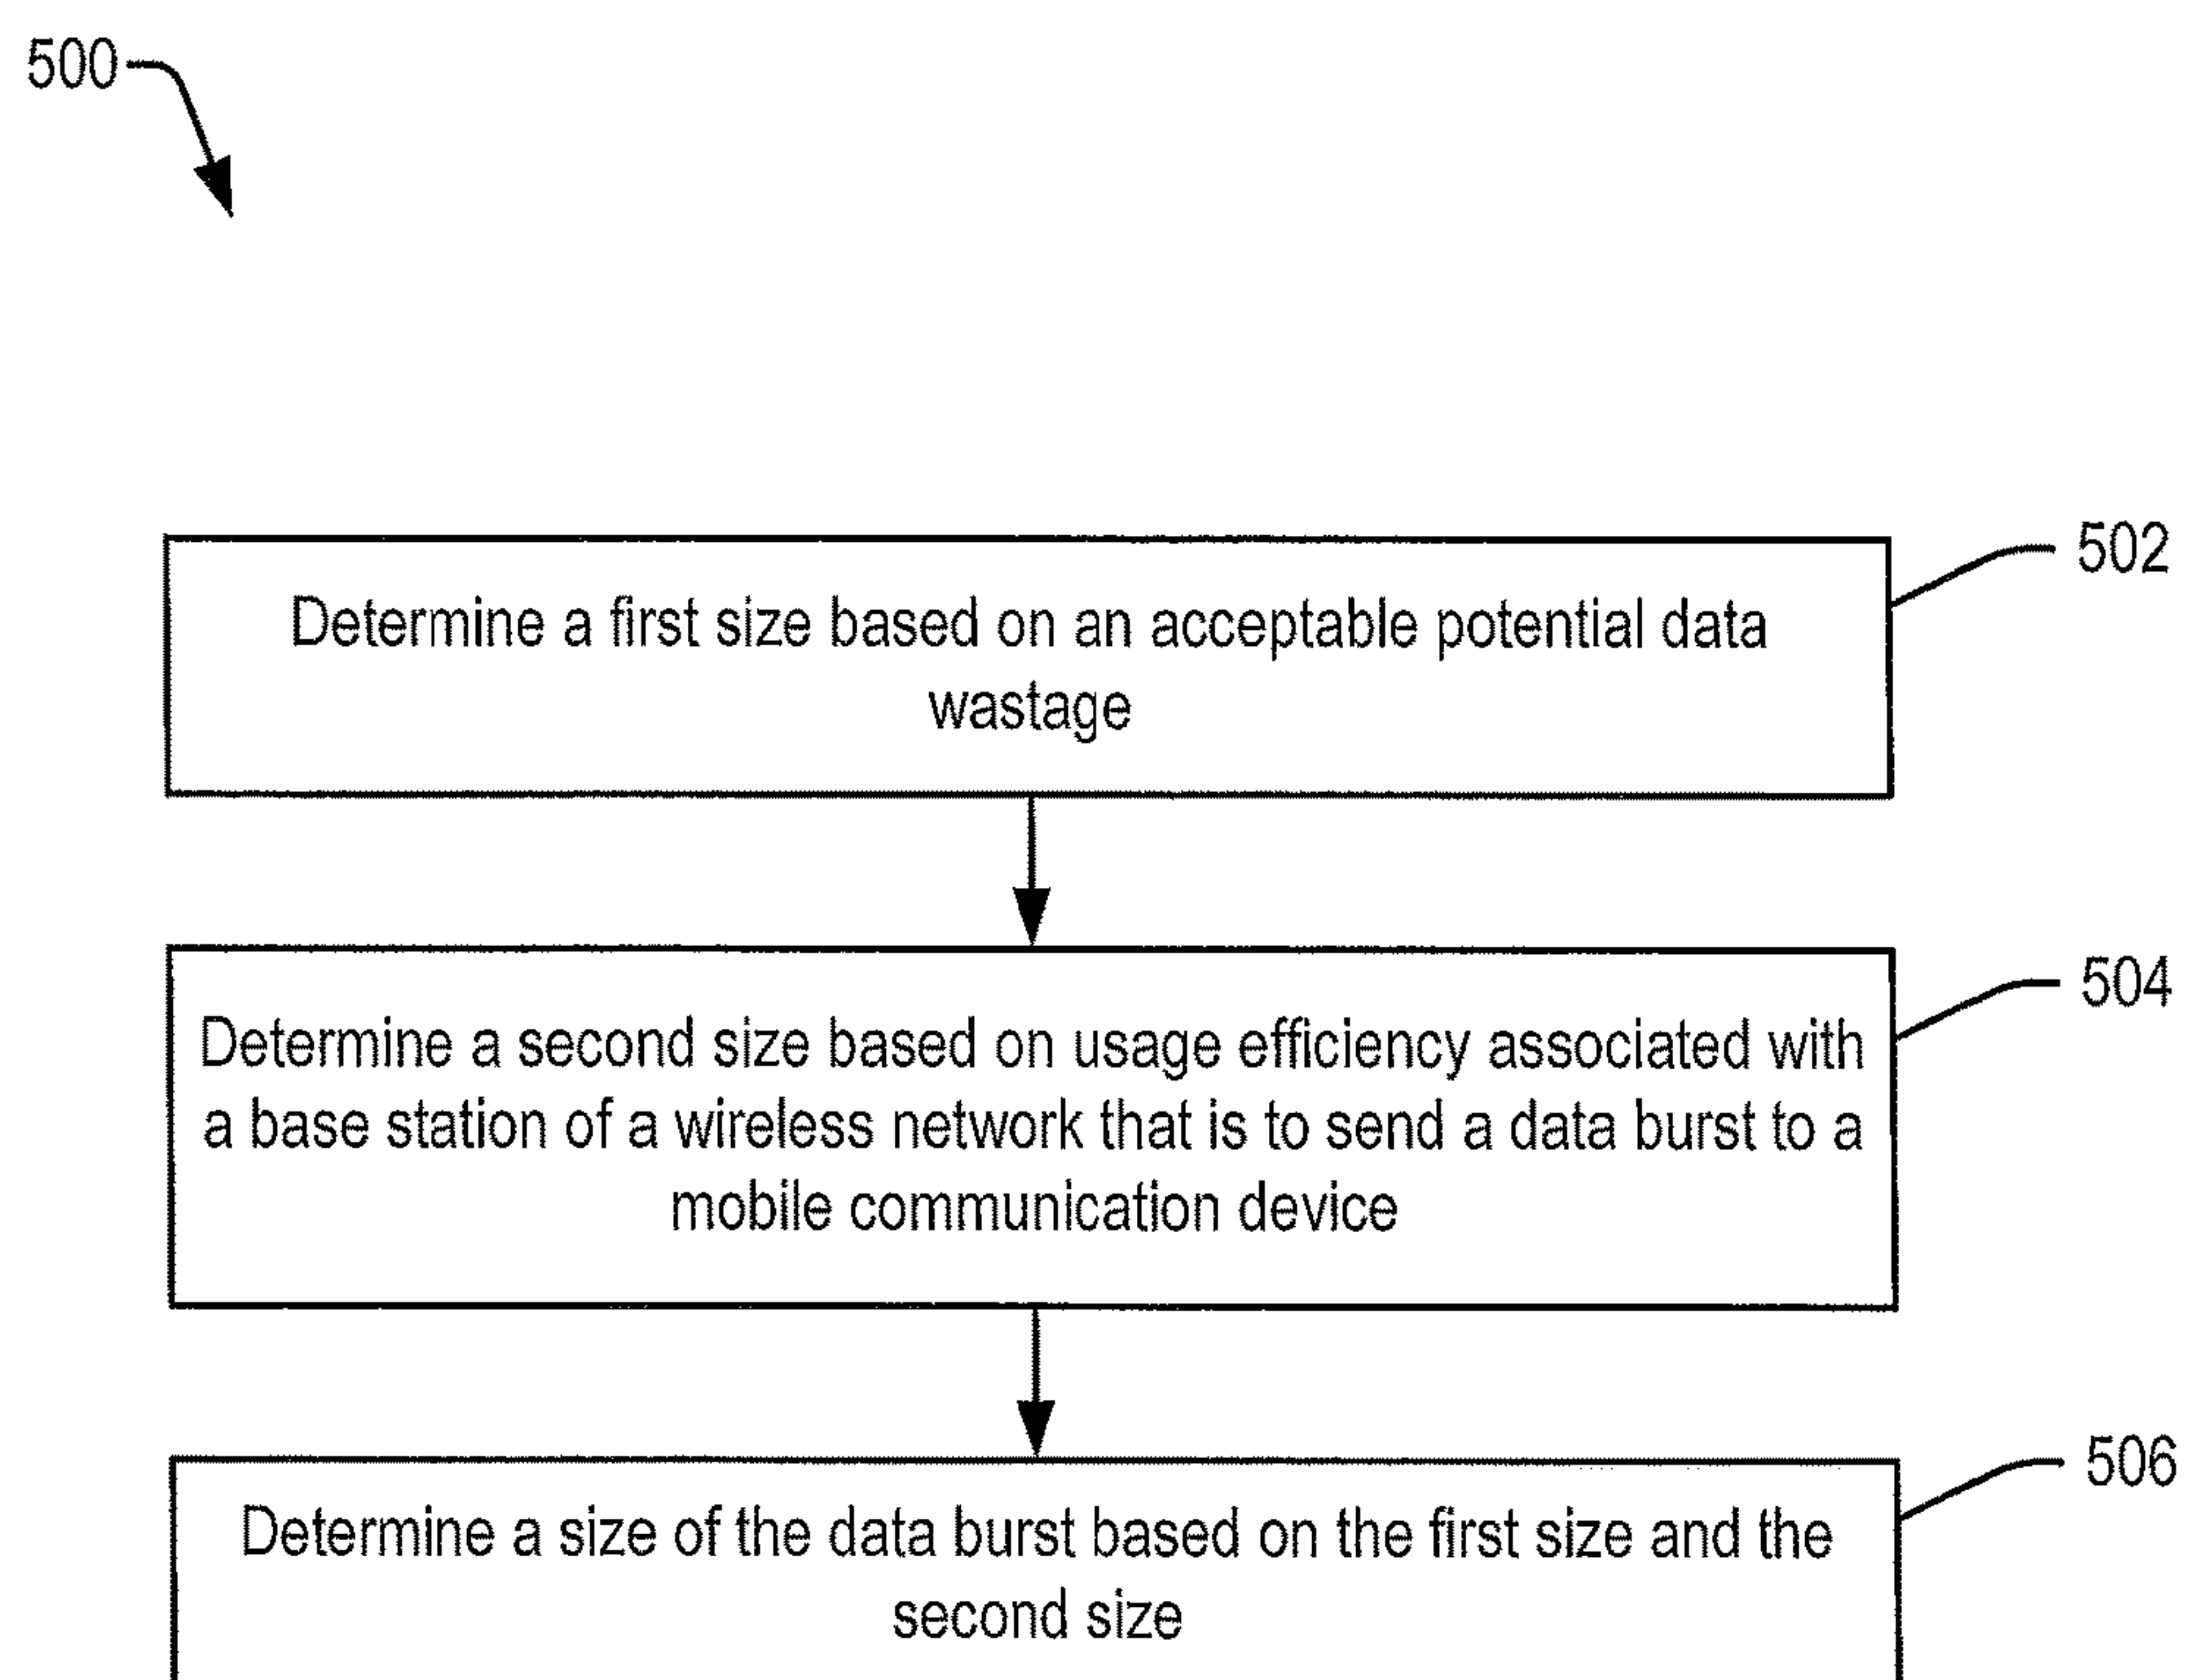 500
502
Determine a first size based on an acceptable potential data
wastage
504
Determine a second size based on usage efficiency associated with
a base station of a wireless network that is to send a data burst to a
mobile communication device
506
Determine a size of the data burst based on the first size and the
second size